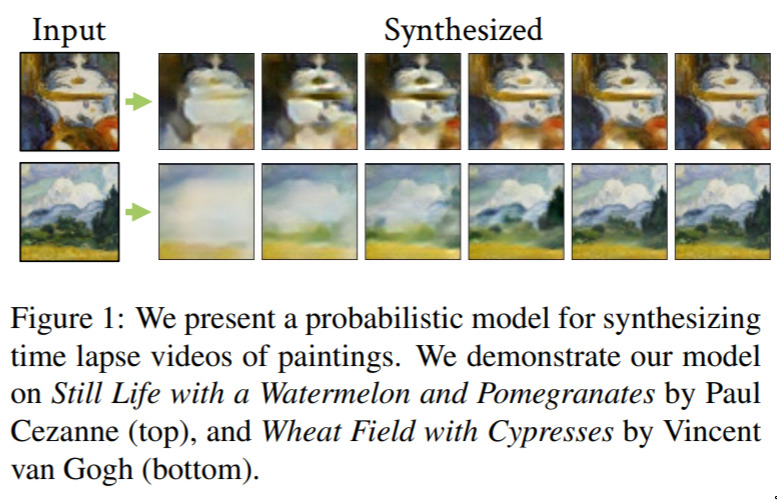 Input
Synthesized
Figure 1: We present a probabilistic model for synthesizing
time lapse videos of paintings. We demonstrate our model
on Still Life with a Watermelon and Pomegranates by Paul
Cezanne (top), and Wheat Field with Cypresses by Vincent
van Gogh (bottom).